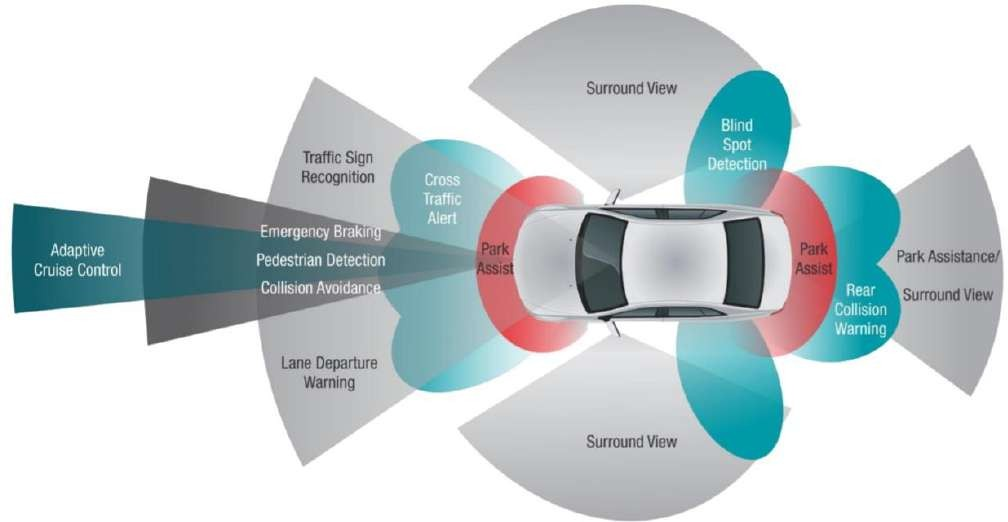 Surround View
Blind
Spot
Detection
Traffic Sign
Recognition
Cross
Traffic
Alert
Adaptive
Cruise Control
Emergency Braking
Pedestrian Detection
Collision Avoidance
Park
Assist
Park
Assist
Park Assistance/
Surround View
Rear
Collision
Warning
Lane Departure
Warning
Surround View